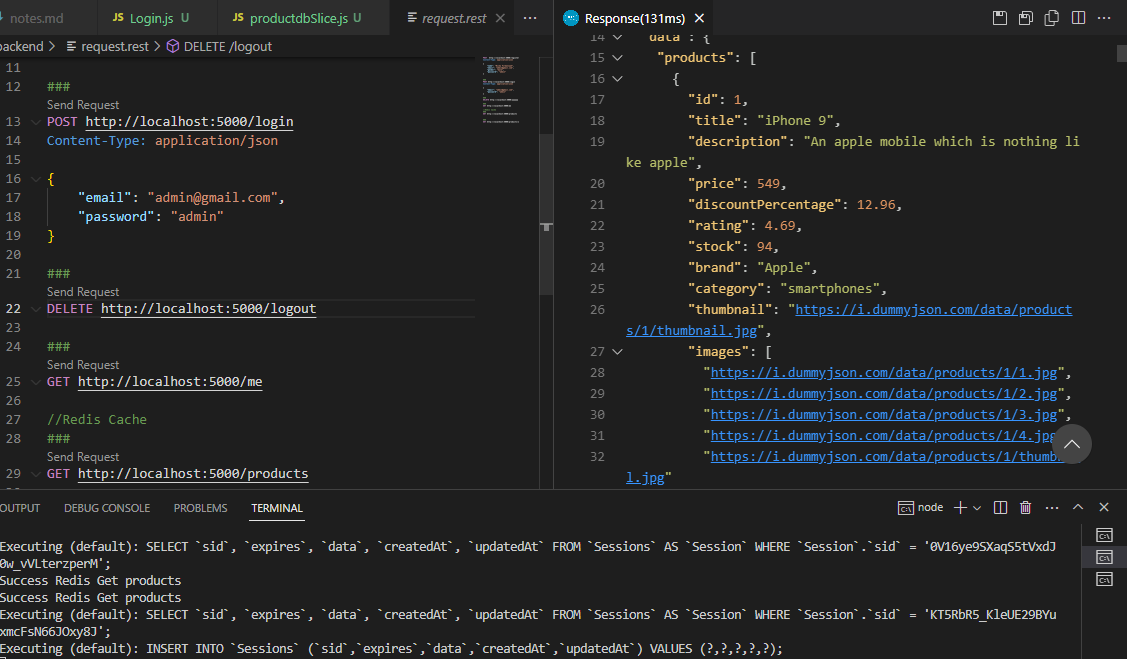 notes.md
JS Login.js U
JS productdbSlice.js U
request.rest
Response(131ms)
backend > request.rest > DELETE /logout
11
12 ###
Send Request
13 POST http://localhost:5000/login
14 Content-Type: application/json
15
16 {
17 "email": "admin@gmail.com",
18 "password": "admin"
19 }
20
21 ###
Send Request
22 DELETE http://localhost:5000/logout
23
24 ###
Send Request
25 GET http://localhost:5000/me
26
27 //Redis Cache
28 ###
Send Request
29 GET http://localhost:5000/products
14 "data": {
15 "products": [
16 {
17 "id": 1,
18 "title": "iPhone 9",
19 "description": "An apple mobile which is nothing li
ke apple",
20 "price": 549,
21 "discountPercentage": 12.96,
22 "rating": 4.69,
23 "stock": 94,
24 "brand": "Apple",
25 "category": "smartphones",
26 "thumbnail": "https://i.dummyjson.com/data/product
s/1/thumbnail.jpg",
27 "images": [
28 "https://i.dummyjson.com/data/products/1/1.jpg",
29 "https://i.dummyjson.com/data/products/1/2.jpg",
30 "https://i.dummyjson.com/data/products/1/3.jpg",
31 "https://i.dummyjson.com/data/products/1/4.jpg
32 "https://i.dummyjson.com/data/products/1/thumb
l.jpg"
OUTPUT DEBUG CONSOLE PROBLEMS TERMINAL
node
Executing (default): SELECT `sid`, `expires`, `data`, `createdAt`, `updatedAt` FROM `Sessions` AS `Session` WHERE `Session`.`sid` = '0V16ye9SXaqS5tVxdJ
0w_vVLterzperM';
Success Redis Get products
Success Redis Get products
Executing (default): SELECT `sid`, `expires`, `data`, `createdAt`, `updatedAt` FROM `Sessions` AS `Session` WHERE `Session`.`sid` = 'KT5RbR5_KleUE29BYu
xmcFsN66JOxy8J';
Executing (default): INSERT INTO `Sessions` (`sid`,`expires`,`data`,`createdAt`,`updatedAt`) VALUES (?,?,?,?,?);